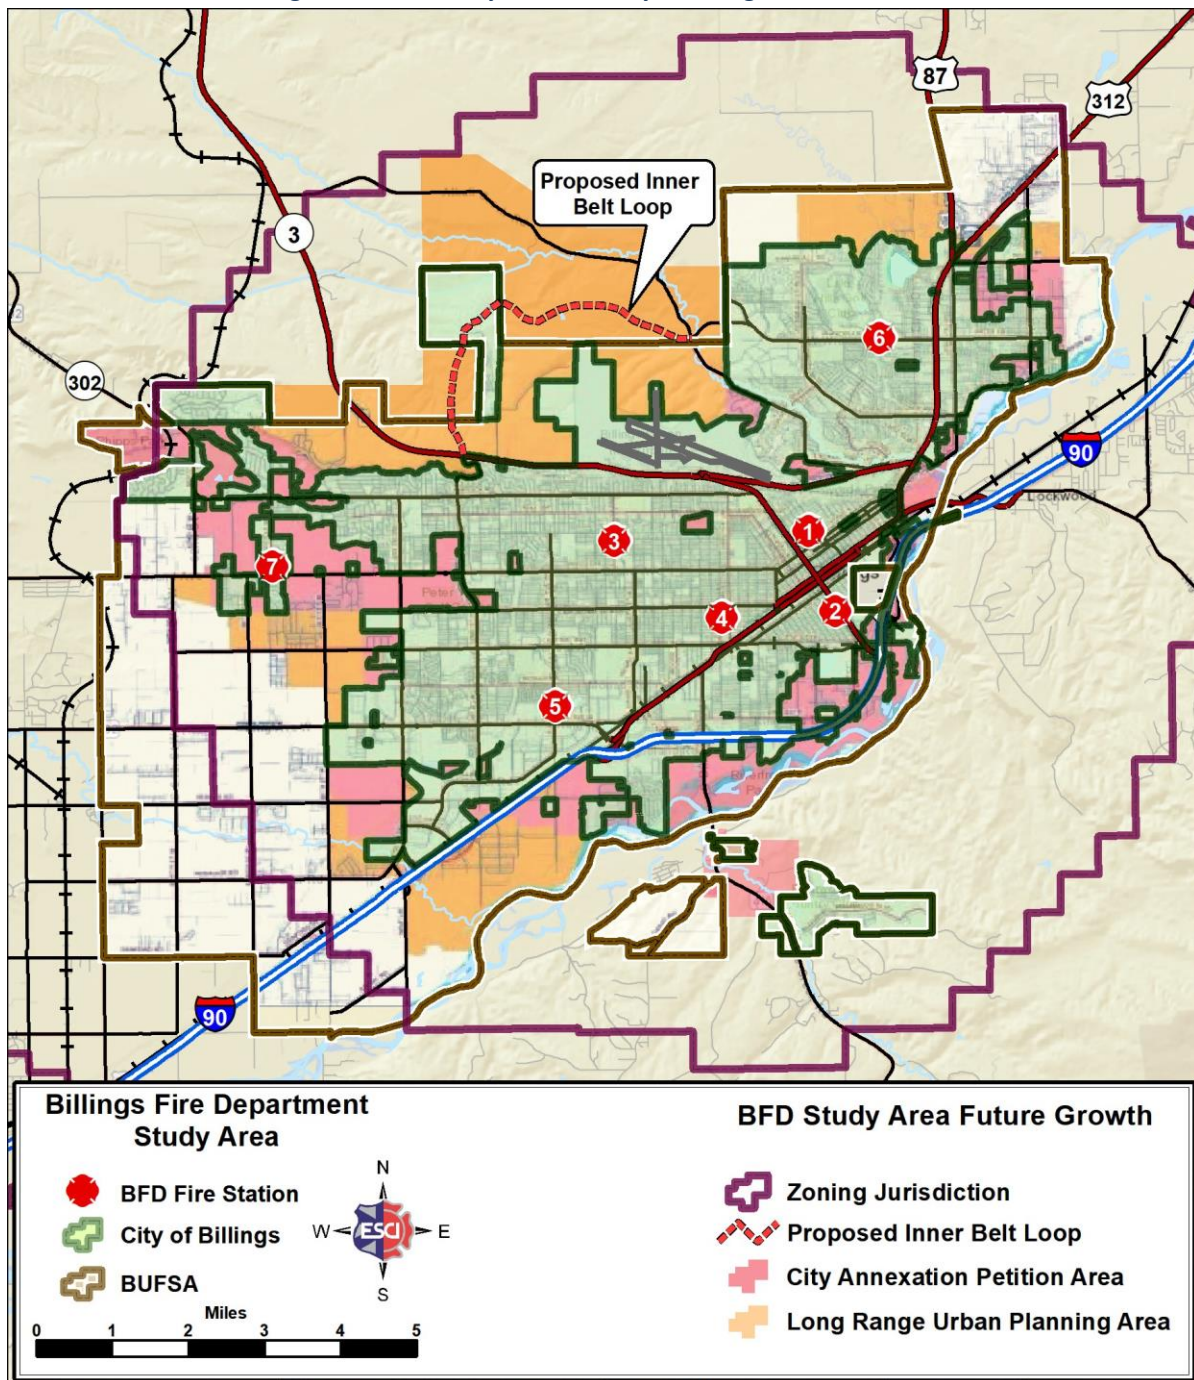 87
312
Proposed Inner
Belt Loop
3
6
302
90
Lockwood
1
3
7
4
2
5
90
Billings Fire Department
Study Area
BFD Fire Station
City of Billings
BUFSA
N
W
ESCI
E
S
Miles
0 1 2 3 4 5
BFD Study Area Future Growth
Zoning Jurisdiction
Proposed Inner Belt Loop
City Annexation Petition Area
Long Range Urban Planning Area